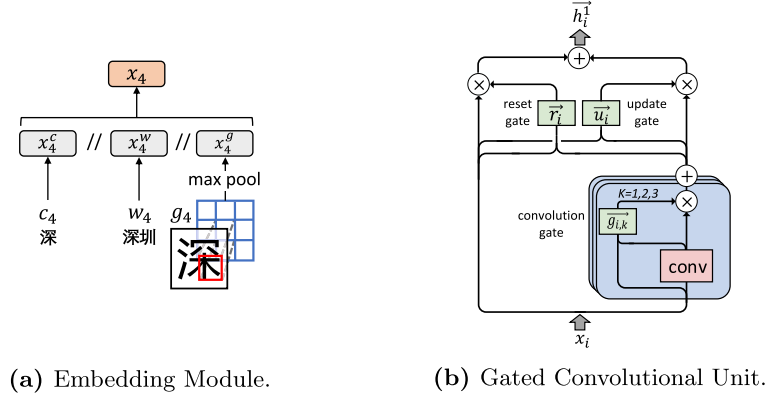 x₄
x₄ᶜ // x₄ʷ // x₄ᵍ
max pool
c₄ w₄ g₄
深 深圳 深
(a) Embedding Module.
h⃗ᵢ¹
+
× ×
reset gate r⃗ᵢ u⃗ᵢ update gate
+
K=1,2,3 ×
convolution gate g⃗ᵢ,ₖ
conv
xᵢ
(b) Gated Convolutional Unit.